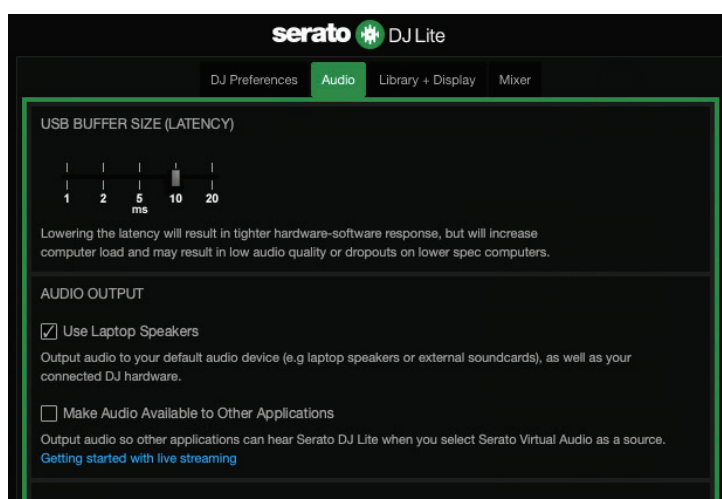 serato DJ Lite
DJ Preferences Audio Library + Display Mixer
USB BUFFER SIZE (LATENCY)
1 2 5 10 20
ms
Lowering the latency will result in tighter hardware-software response, but will increase
computer load and may result in low audio quality or dropouts on lower spec computers.
AUDIO OUTPUT
Use Laptop Speakers
Output audio to your default audio device (e.g laptop speakers or external soundcards), as well as your
connected DJ hardware.
Make Audio Available to Other Applications
Output audio so other applications can hear Serato DJ Lite when you select Serato Virtual Audio as a source.
Getting started with live streaming